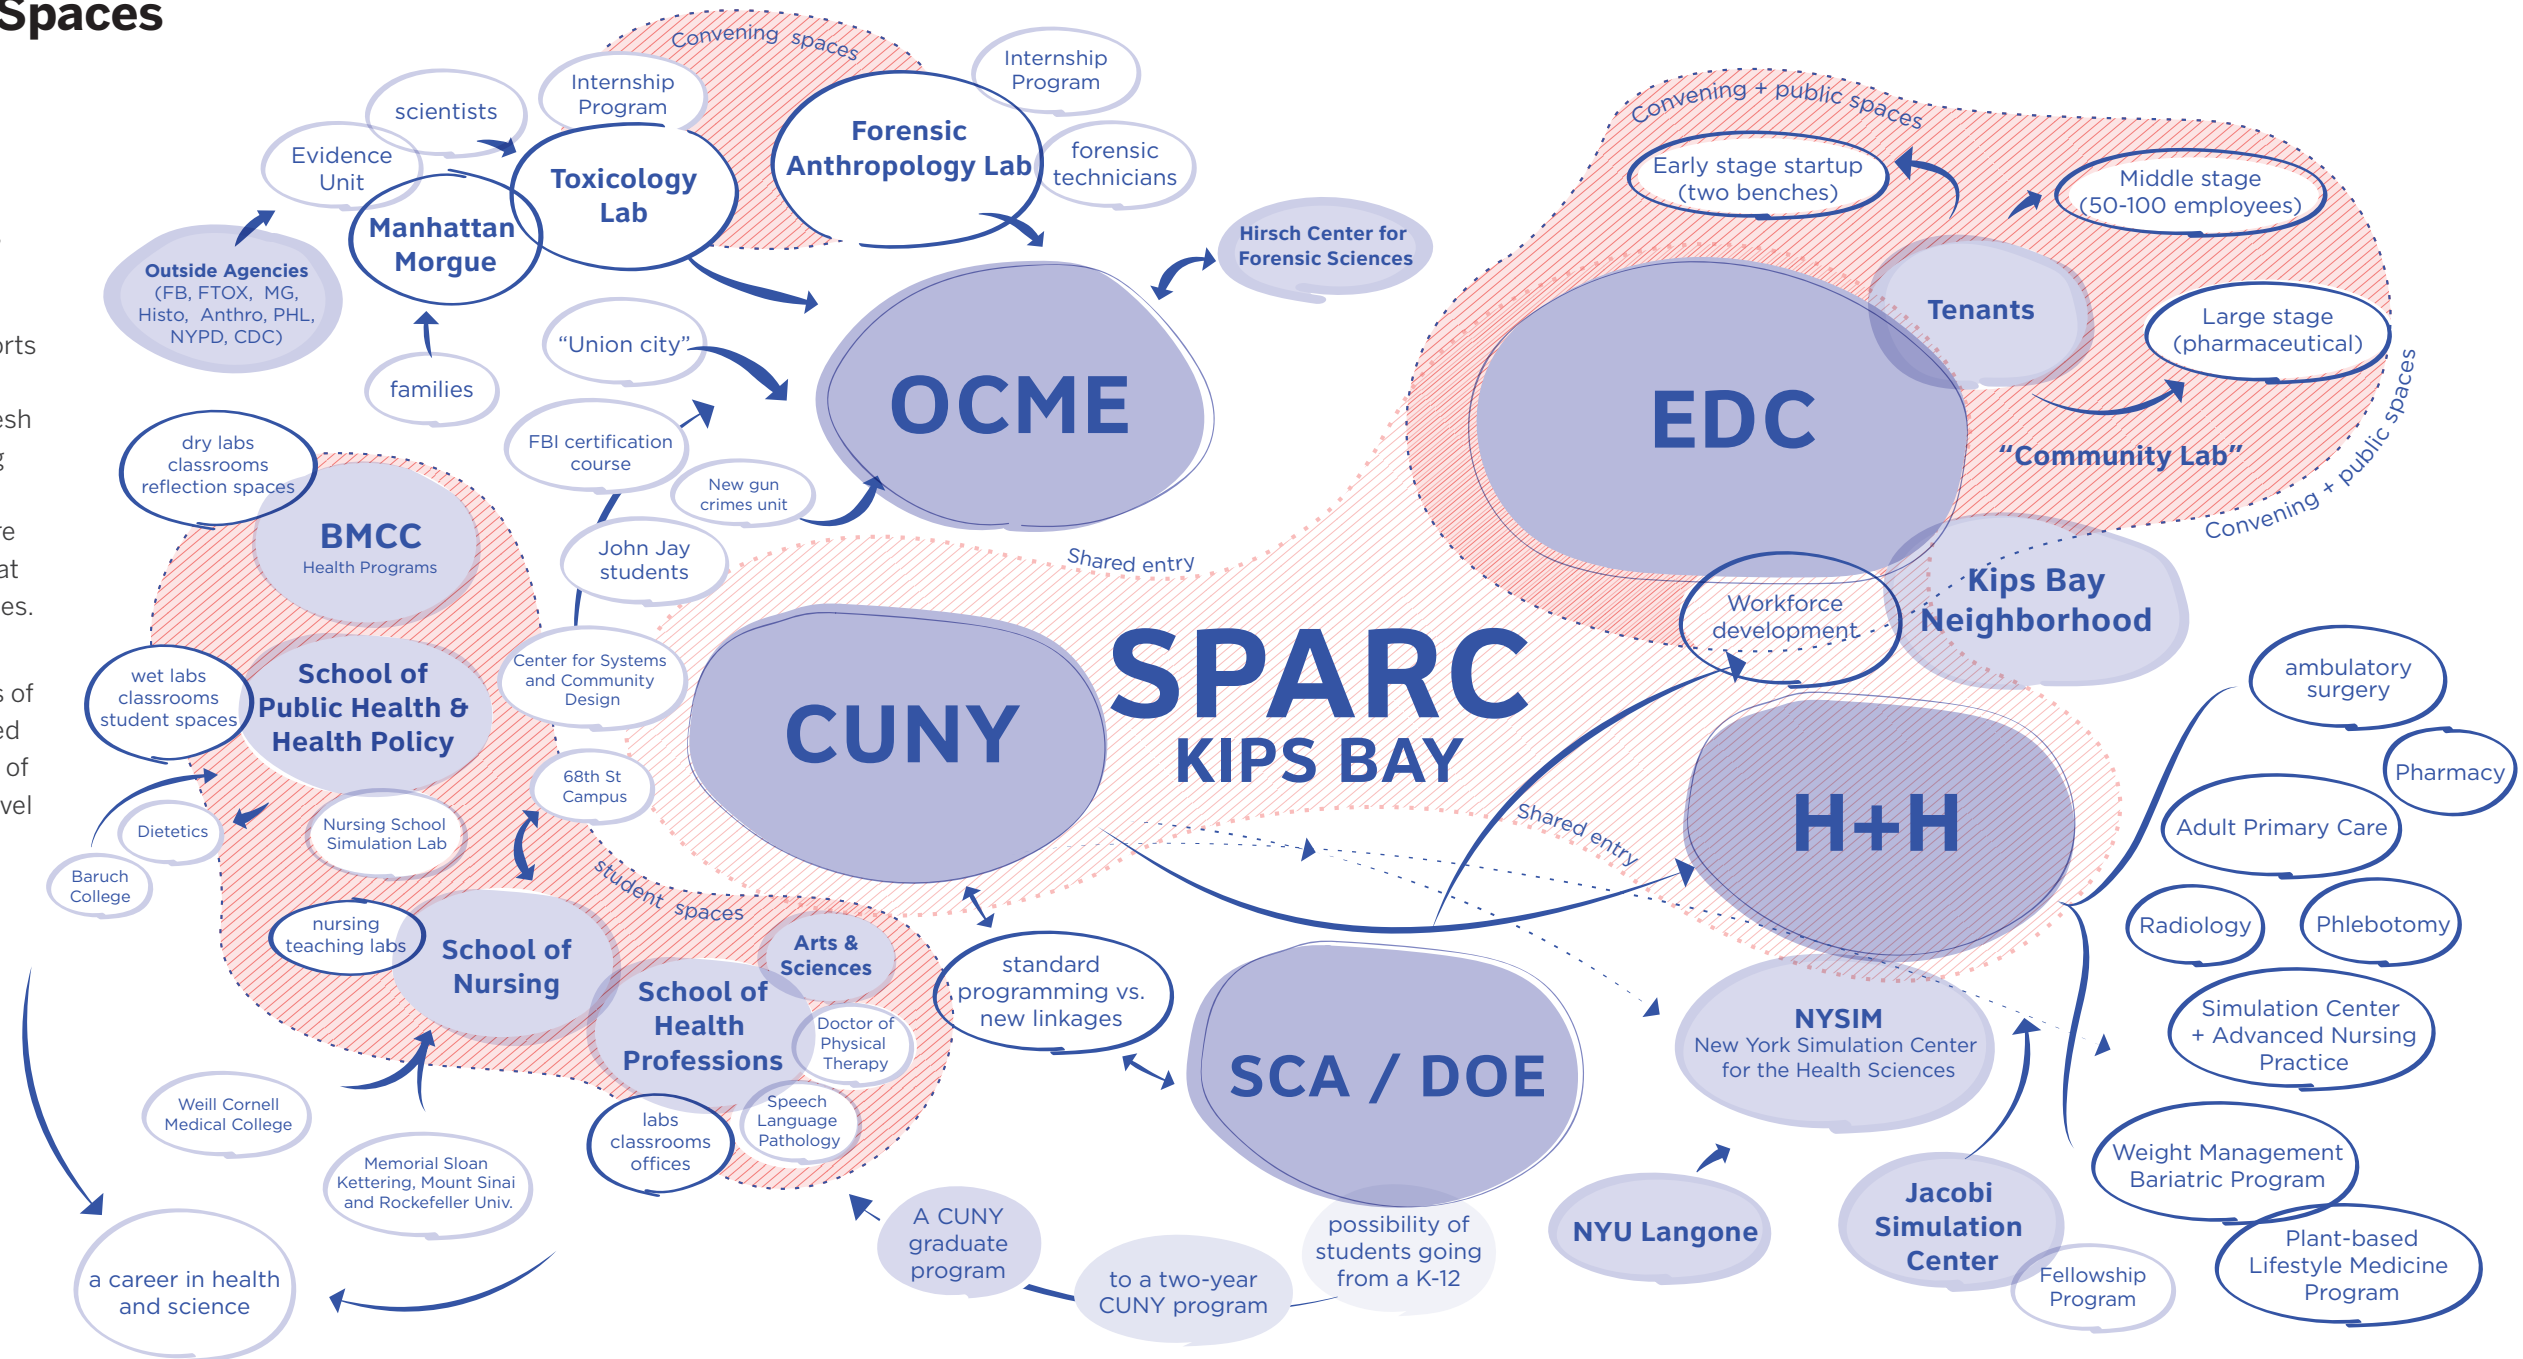 Spaces
orts
esh
g
re
at
es.
s of
ed
of
vel
Convening spaces
Internship
Program
scientists
Internship
Program
Evidence
Unit
Toxicology
Lab
Forensic
Anthropology Lab
forensic
technicians
Manhattan
Morgue
Outside Agencies
(FB, FTOX, MG,
Histo, Anthro, PHL,
NYPD, CDC)
families
Hirsch Center for
Forensic Sciences
"Union city"
OCME
FBI certification
course
New gun
crimes unit
John Jay
students
Convening + public spaces
Early stage startup
(two benches)
Middle stage
(50-100 employees)
Tenants
Large stage
(pharmaceutical)
EDC
“Community Lab”
Convening + public spaces
Kips Bay
Neighborhood
Workforce
development
Shared entry
dry labs
classrooms
reflection spaces
BMCC
Health Programs
wet labs
classrooms
student spaces
School of
Public Health &
Health Policy
Center for Systems
and Community
Design
68th St
Campus
CUNY
SPARC
KIPS BAY
Shared entry
H+H
Dietetics
Baruch
College
Nursing School
Simulation Lab
student spaces
nursing
teaching labs
School of
Nursing
School of
Health
Professions
Arts &
Sciences
Doctor of
Physical
Therapy
Speech
Language
Pathology
labs
classrooms
offices
Weill Cornell
Medical College
Memorial Sloan
Kettering, Mount Sinai
and Rockefeller Univ.
a career in health
and science
standard
programming vs.
new linkages
SCA / DOE
A CUNY
graduate
program
to a two-year
CUNY program
possibility of
students going
from a K-12
NYSIM
New York Simulation Center
for the Health Sciences
NYU Langone
Jacobi
Simulation
Center
Fellowship
Program
ambulatory
surgery
Pharmacy
Adult Primary Care
Radiology
Phlebotomy
Simulation Center
+ Advanced Nursing
Practice
Weight Management
Bariatric Program
Plant-based
Lifestyle Medicine
Program